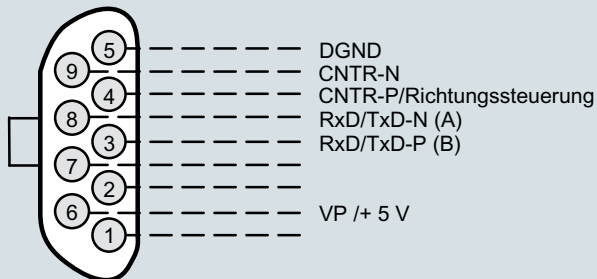 5 DGND
9 CNTR-N
4 CNTR-P/Richtungssteuerung
8 RxD/TxD-N (A)
3 RxD/TxD-P (B)
7
2
6 VP /+ 5 V
1